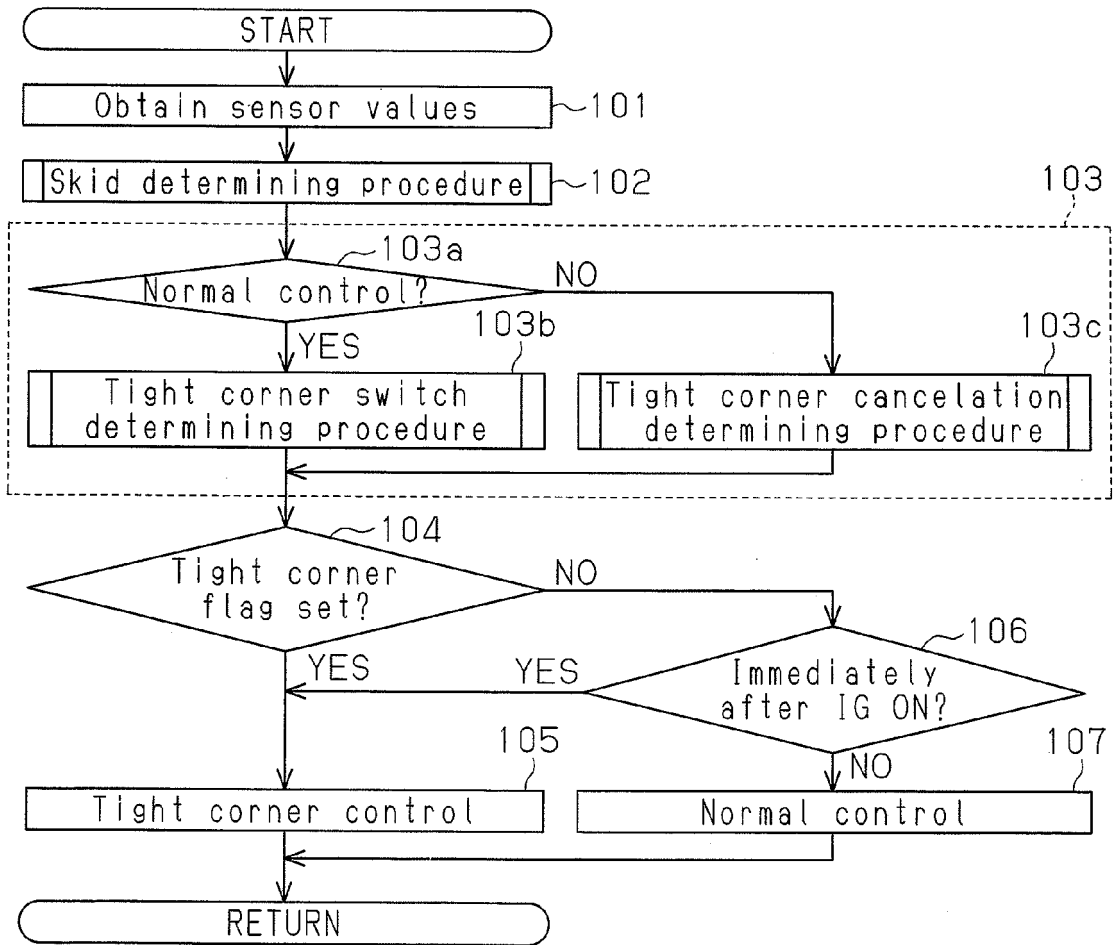 START
Obtain sensor values
101
Skid determining procedure
102
103
103a
Normal control?
NO
YES
103b
103c
Tight corner switch
determining procedure
Tight corner cancelation
determining procedure
104
Tight corner
flag set?
NO
106
YES
YES
Immediately
after IG ON?
105
NO
107
Tight corner control
Normal control
RETURN